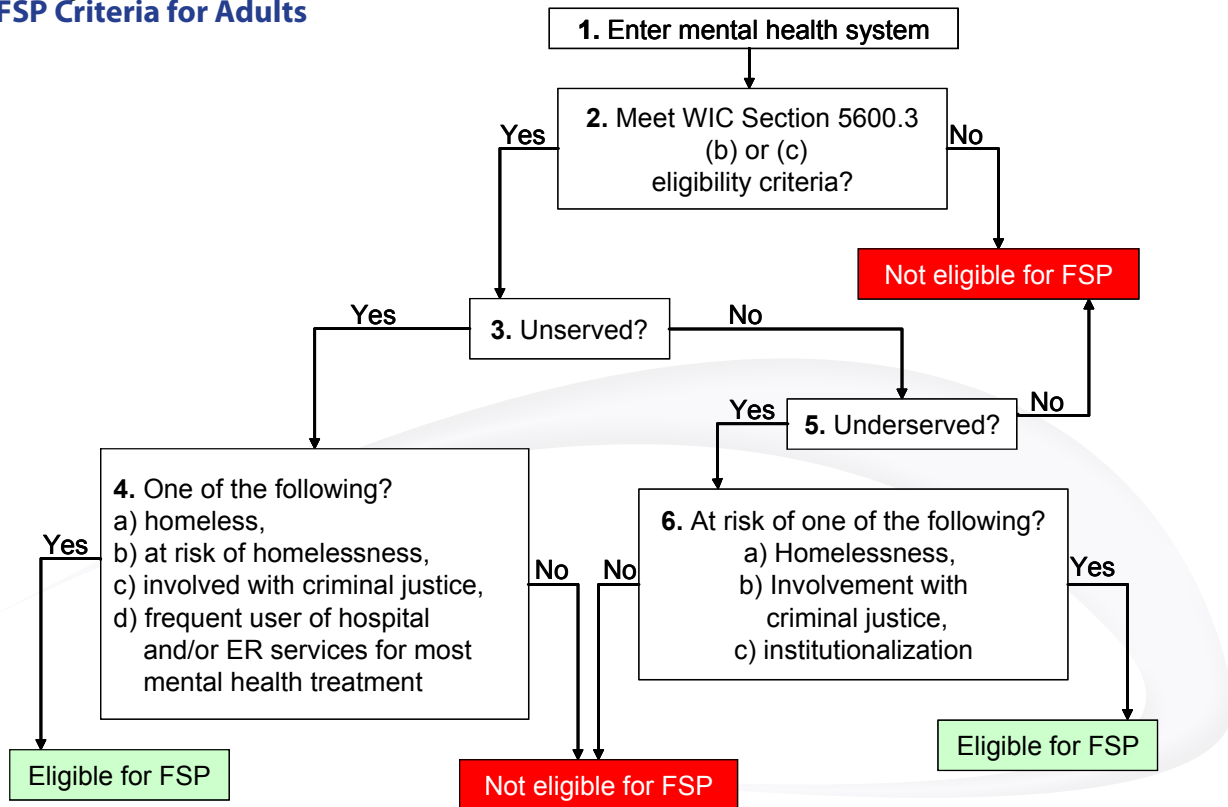 FSP Criteria for Adults
1. Enter mental health system
2. Meet WIC Section 5600.3
(b) or (c)
eligibility criteria?
Yes
No
Not eligible for FSP
3. Unserved?
Yes
No
5. Underserved?
Yes
No
4. One of the following?
a) homeless,
b) at risk of homelessness,
c) involved with criminal justice,
d) frequent user of hospital
and/or ER services for most
mental health treatment
Yes
No
6. At risk of one of the following?
a) Homelessness,
b) Involvement with
criminal justice,
c) institutionalization
No
Yes
Eligible for FSP
Not eligible for FSP
Eligible for FSP